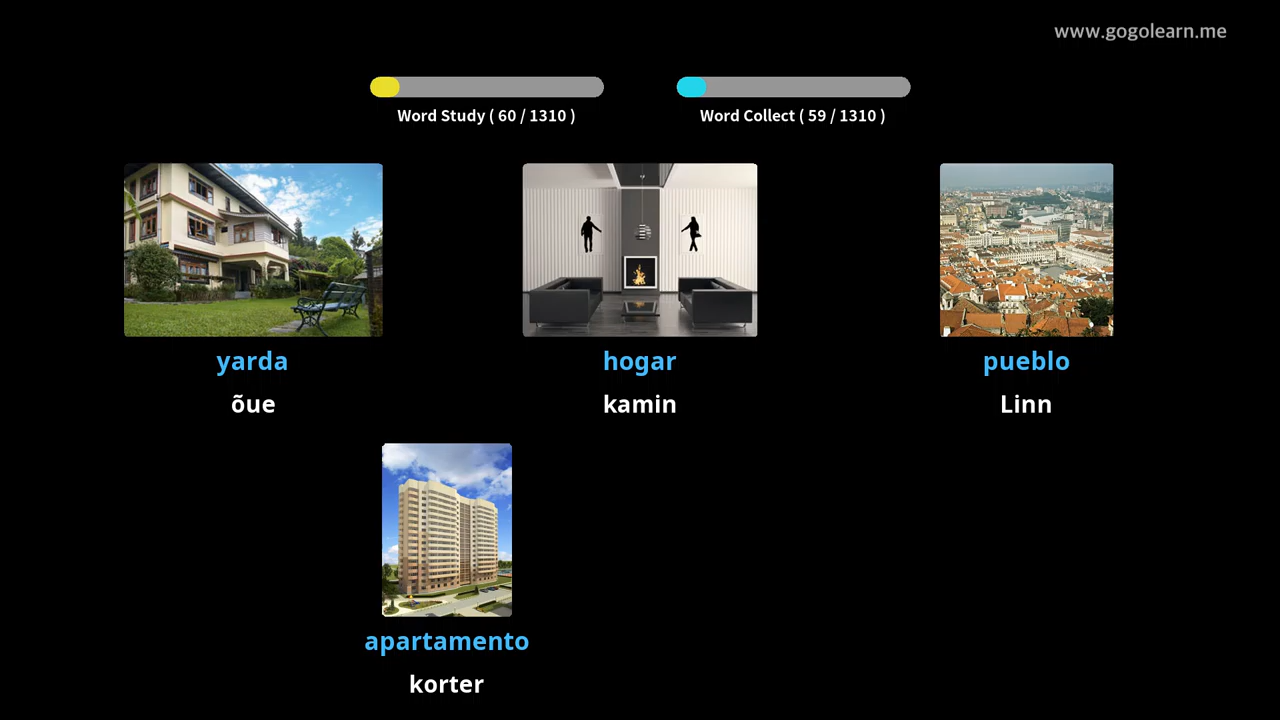 www.gogolearn.me
Word Study ( 60 / 1310 )
Word Collect ( 59 / 1310 )
yarda
hogar
pueblo
õue
kamin
Linn
apartamento
korter